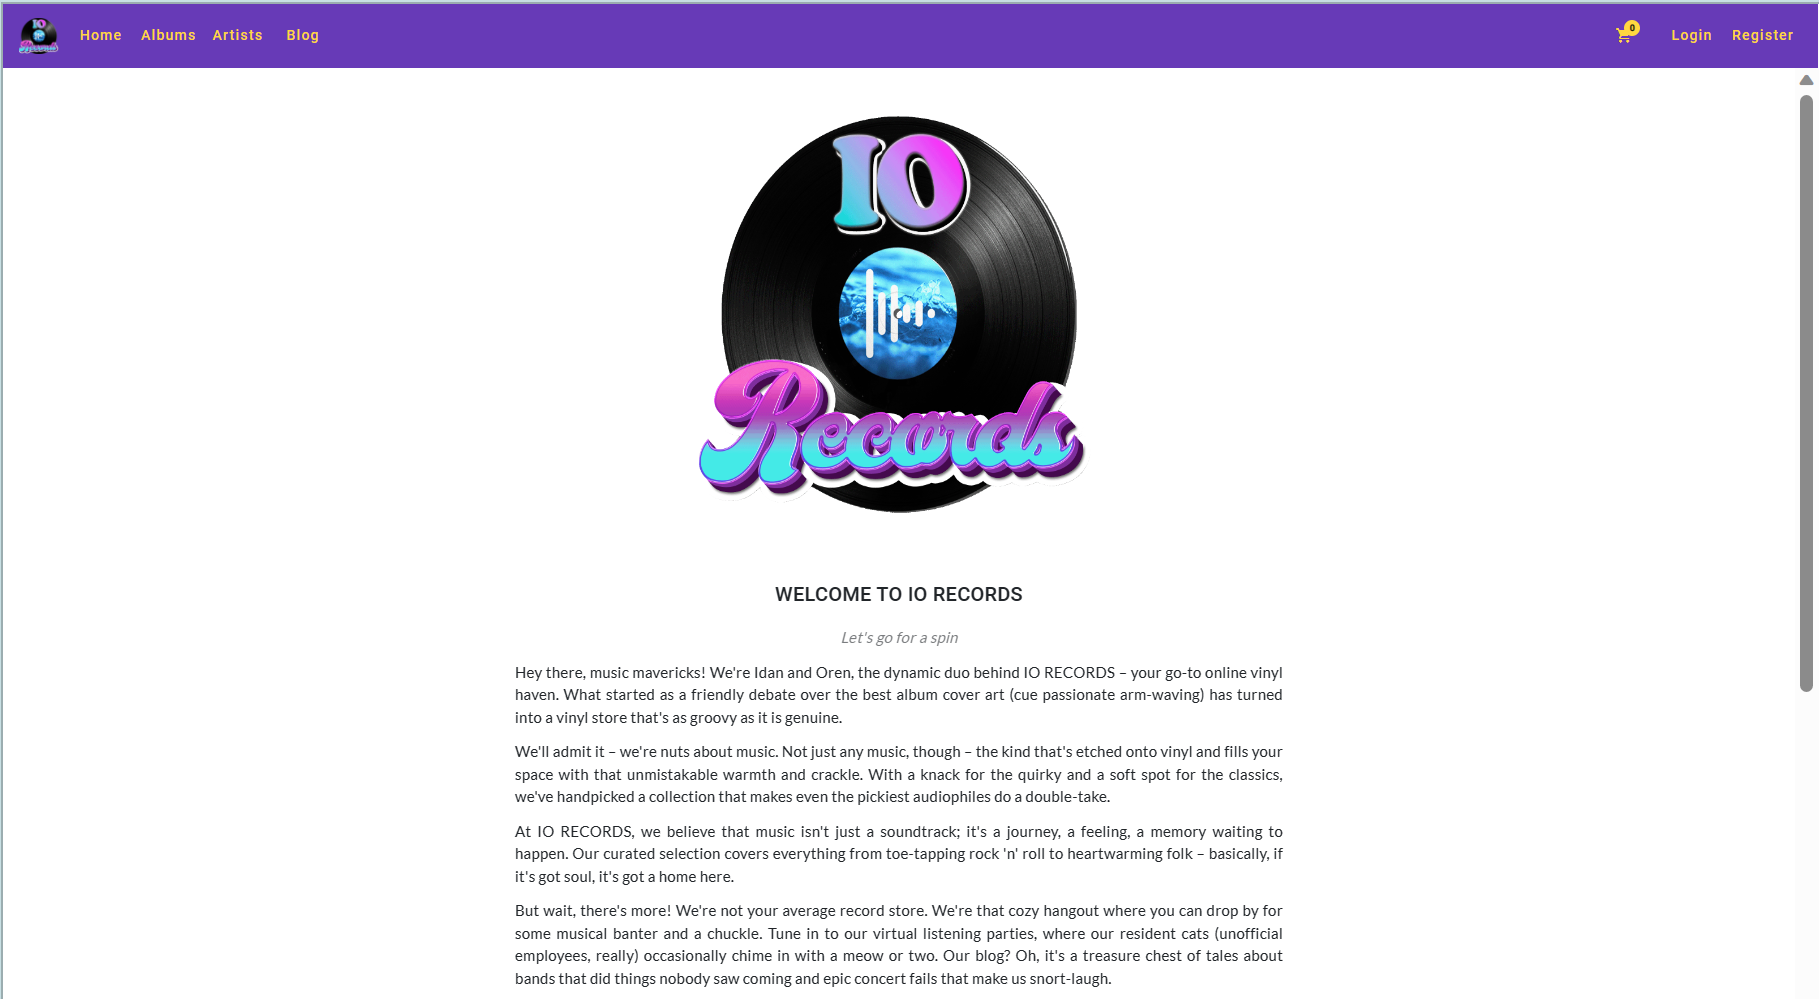 IO
Records
Home
Albums
Artists
Blog
0
Login
Register
IO
Records
WELCOME TO IO RECORDS
Let's go for a spin
Hey there, music mavericks! We're Idan and Oren, the dynamic duo behind IO RECORDS – your go-to online vinyl
haven. What started as a friendly debate over the best album cover art (cue passionate arm-waving) has turned
into a vinyl store that's as groovy as it is genuine.
We'll admit it – we're nuts about music. Not just any music, though – the kind that's etched onto vinyl and fills your
space with that unmistakable warmth and crackle. With a knack for the quirky and a soft spot for the classics,
we've handpicked a collection that makes even the pickiest audiophiles do a double-take.
At IO RECORDS, we believe that music isn't just a soundtrack; it's a journey, a feeling, a memory waiting to
happen. Our curated selection covers everything from toe-tapping rock 'n' roll to heartwarming folk – basically, if
it's got soul, it's got a home here.
But wait, there's more! We're not your average record store. We're that cozy hangout where you can drop by for
some musical banter and a chuckle. Tune in to our virtual listening parties, where our resident cats (unofficial
employees, really) occasionally chime in with a meow or two. Our blog? Oh, it's a treasure chest of tales about
bands that did things nobody saw coming and epic concert fails that make us snort-laugh.